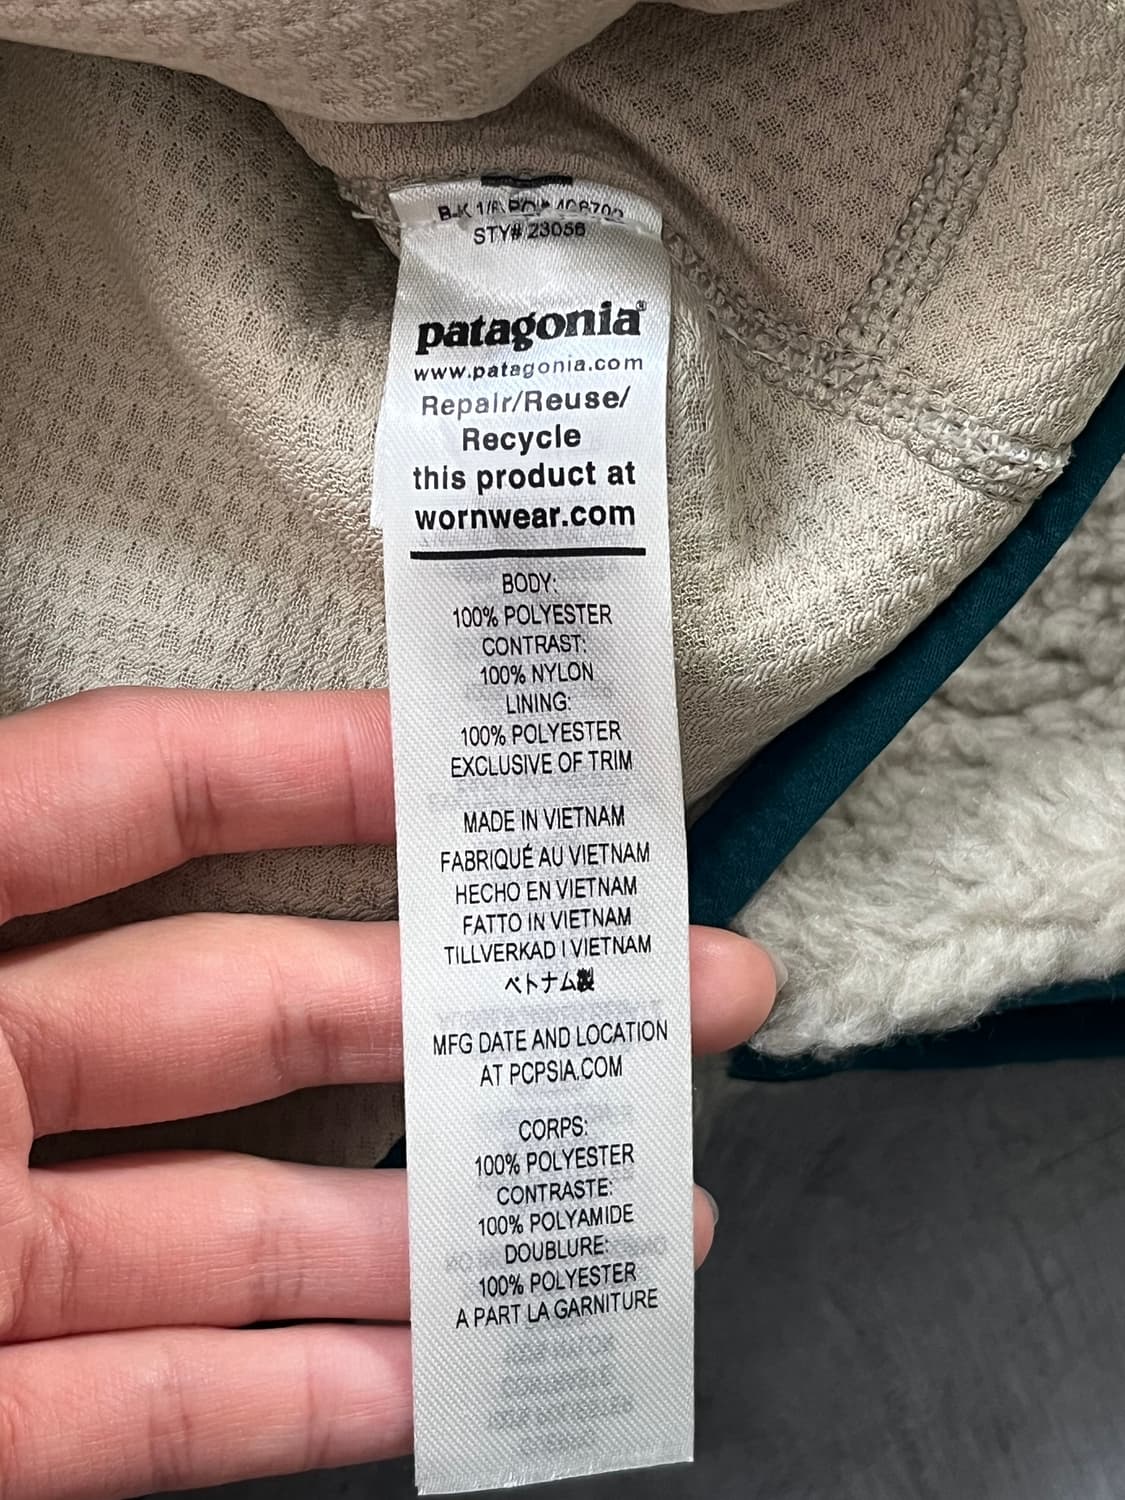 STY# 23056
patagonia®
www.patagonia.com
Repair/Reuse/
Recycle
this product at
wornwear.com
BODY:
100% POLYESTER
CONTRAST:
100% NYLON
LINING:
100% POLYESTER
EXCLUSIVE OF TRIM
MADE IN VIETNAM
FABRIQUÉ AU VIETNAM
HECHO EN VIETNAM
FATTO IN VIETNAM
TILLVERKAD I VIETNAM
ベトナム製
MFG DATE AND LOCATION
AT PCPSIA.COM
CORPS:
100% POLYESTER
CONTRASTE:
100% POLYAMIDE
DOUBLURE:
100% POLYESTER
A PART LA GARNITURE